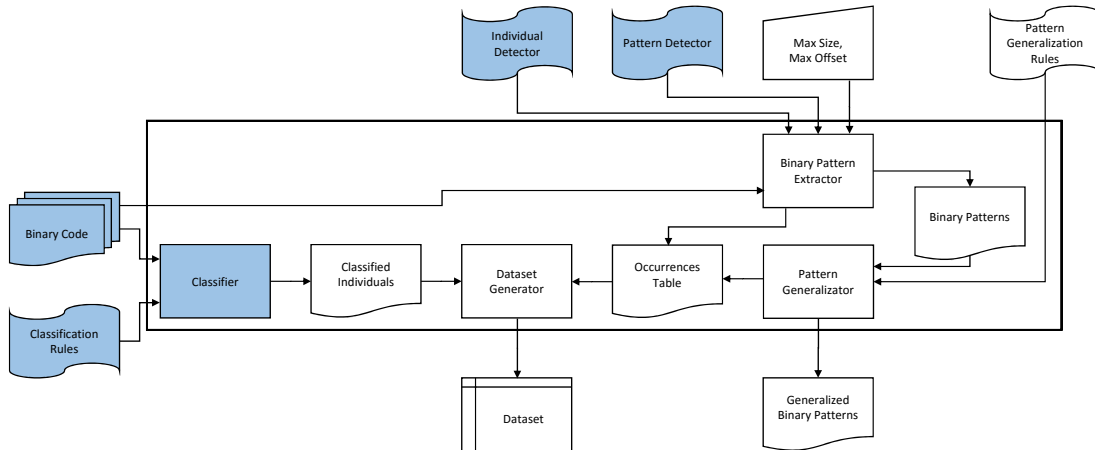 Individual
Detector
Pattern Detector
Max Size,
Max Offset
Pattern
Generalization
Rules
Binary Pattern
Extractor
Binary Patterns
Binary Code
Classifier
Classified
Individuals
Dataset
Generator
Occurrences
Table
Pattern
Generalizator
Classification
Rules
Dataset
Generalized
Binary Patterns